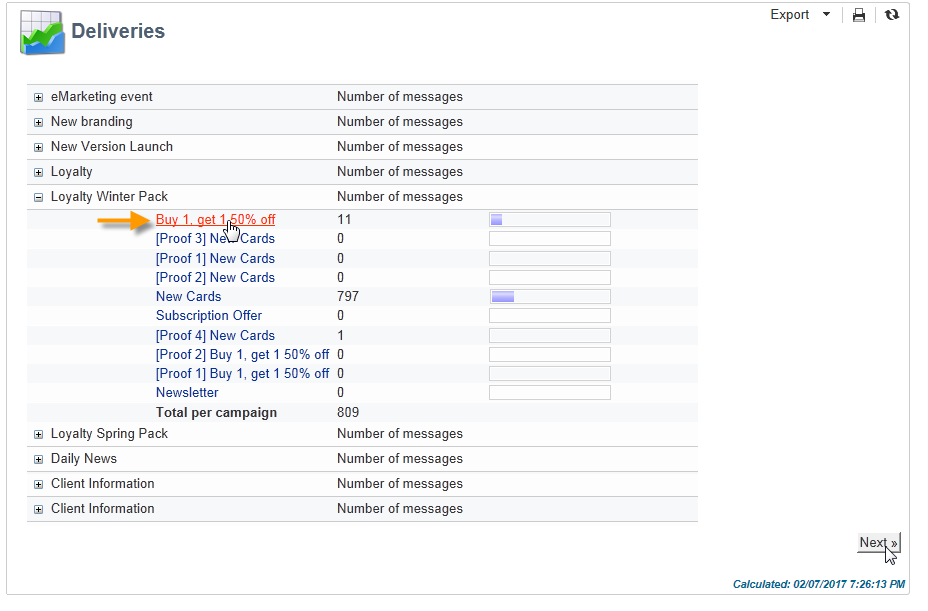 Export
Deliveries
eMarketing event Number of messages
New branding Number of messages
New Version Launch Number of messages
Loyalty Number of messages
Loyalty Winter Pack Number of messages
Buy 1, get 1 50% off 11
[Proof 3] New Cards 0
[Proof 1] New Cards 0
[Proof 2] New Cards 0
New Cards 797
Subscription Offer 0
[Proof 4] New Cards 1
[Proof 2] Buy 1, get 1 50% off 0
[Proof 1] Buy 1, get 1 50% off 0
Newsletter 0
Total per campaign 809
Loyalty Spring Pack Number of messages
Daily News Number of messages
Client Information Number of messages
Client Information Number of messages
Next »
Calculated: 02/07/2017 7:26:13 PM